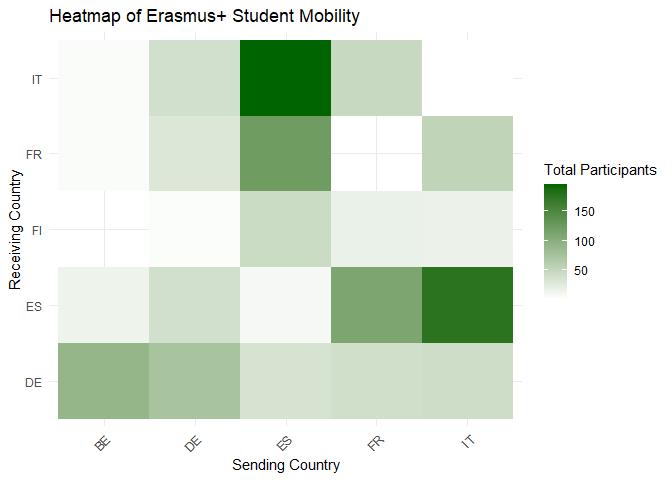 Heatmap of Erasmus+ Student Mobility
IT
FR
FI
ES
DE
Receiving Country
BE
DE
ES
FR
IT
Sending Country
Total Participants
150
100
50